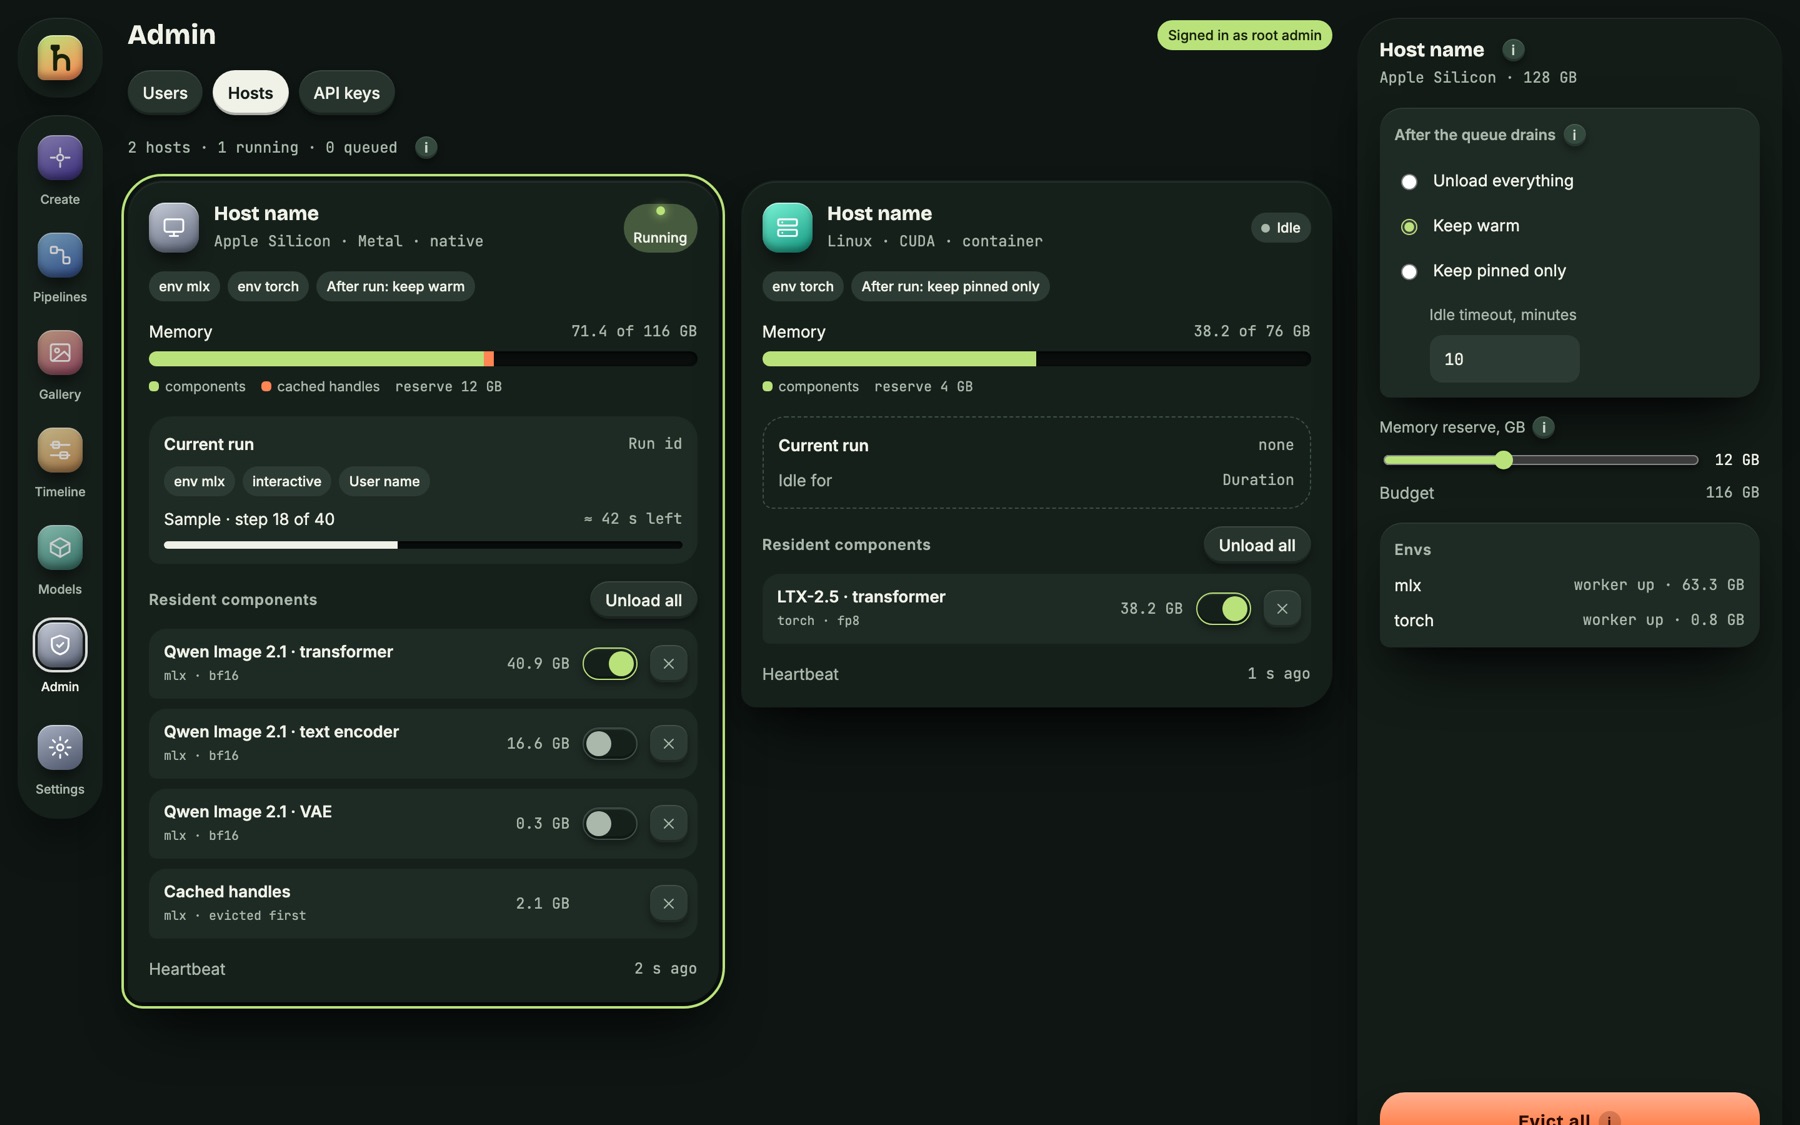 h
Create
Pipelines
Gallery
Timeline
Models
Admin
Settings
Admin
Signed in as root admin
Users
Hosts
API keys
2 hosts · 1 running · 0 queued i
Host name
Apple Silicon · Metal · native
Running
env mlx
env torch
After run: keep warm
Memory 71.4 of 116 GB
components cached handles reserve 12 GB
Current run Run id
env mlx
interactive
User name
Sample · step 18 of 40 ≈ 42 s left
Resident components Unload all
Qwen Image 2.1 · transformer
mlx · bf16
40.9 GB
Qwen Image 2.1 · text encoder
mlx · bf16
16.6 GB
Qwen Image 2.1 · VAE
mlx · bf16
0.3 GB
Cached handles
mlx · evicted first
2.1 GB
Heartbeat 2 s ago
Host name
Linux · CUDA · container
Idle
env torch
After run: keep pinned only
Memory 38.2 of 76 GB
components reserve 4 GB
Current run none
Idle for Duration
Resident components Unload all
LTX-2.5 · transformer
torch · fp8
38.2 GB
Heartbeat 1 s ago
Host name i
Apple Silicon · 128 GB
After the queue drains i
Unload everything
Keep warm
Keep pinned only
Idle timeout, minutes
10
Memory reserve, GB i
12 GB
Budget 116 GB
Envs
mlx worker up · 63.3 GB
torch worker up · 0.8 GB
Evict all i